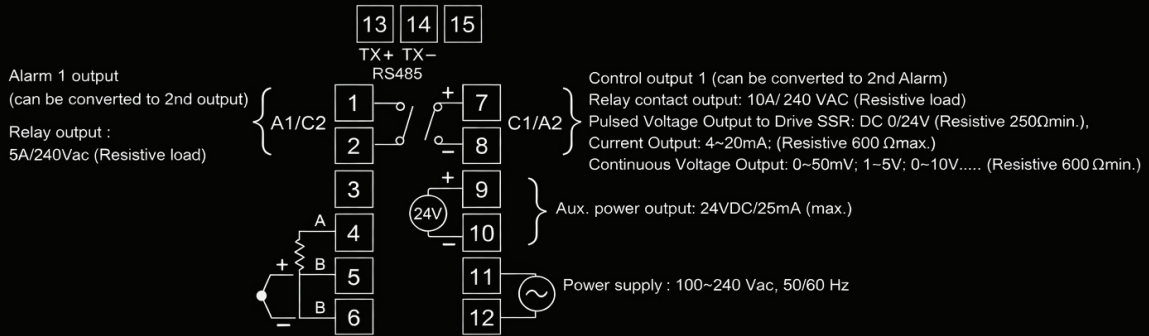 13 14 15
TX+ TX−
RS485
Alarm 1 output
(can be converted to 2nd output)
Relay output :
5A/240Vac (Resistive load)
A1/C2
1
2
3
A 4
+ B 5
− B 6
+ 7
− 8
C1/A2
Control output 1 (can be converted to 2nd Alarm)
Relay contact output: 10A/ 240 VAC (Resistive load)
Pulsed Voltage Output to Drive SSR: DC 0/24V (Resistive 250Ωmin.),
Current Output: 4~20mA; (Resistive 600 Ωmax.)
Continuous Voltage Output: 0~50mV; 1~5V; 0~10V..... (Resistive 600 Ωmin.)
+ 9
24V
− 10
Aux. power output: 24VDC/25mA (max.)
11
12
Power supply : 100~240 Vac, 50/60 Hz